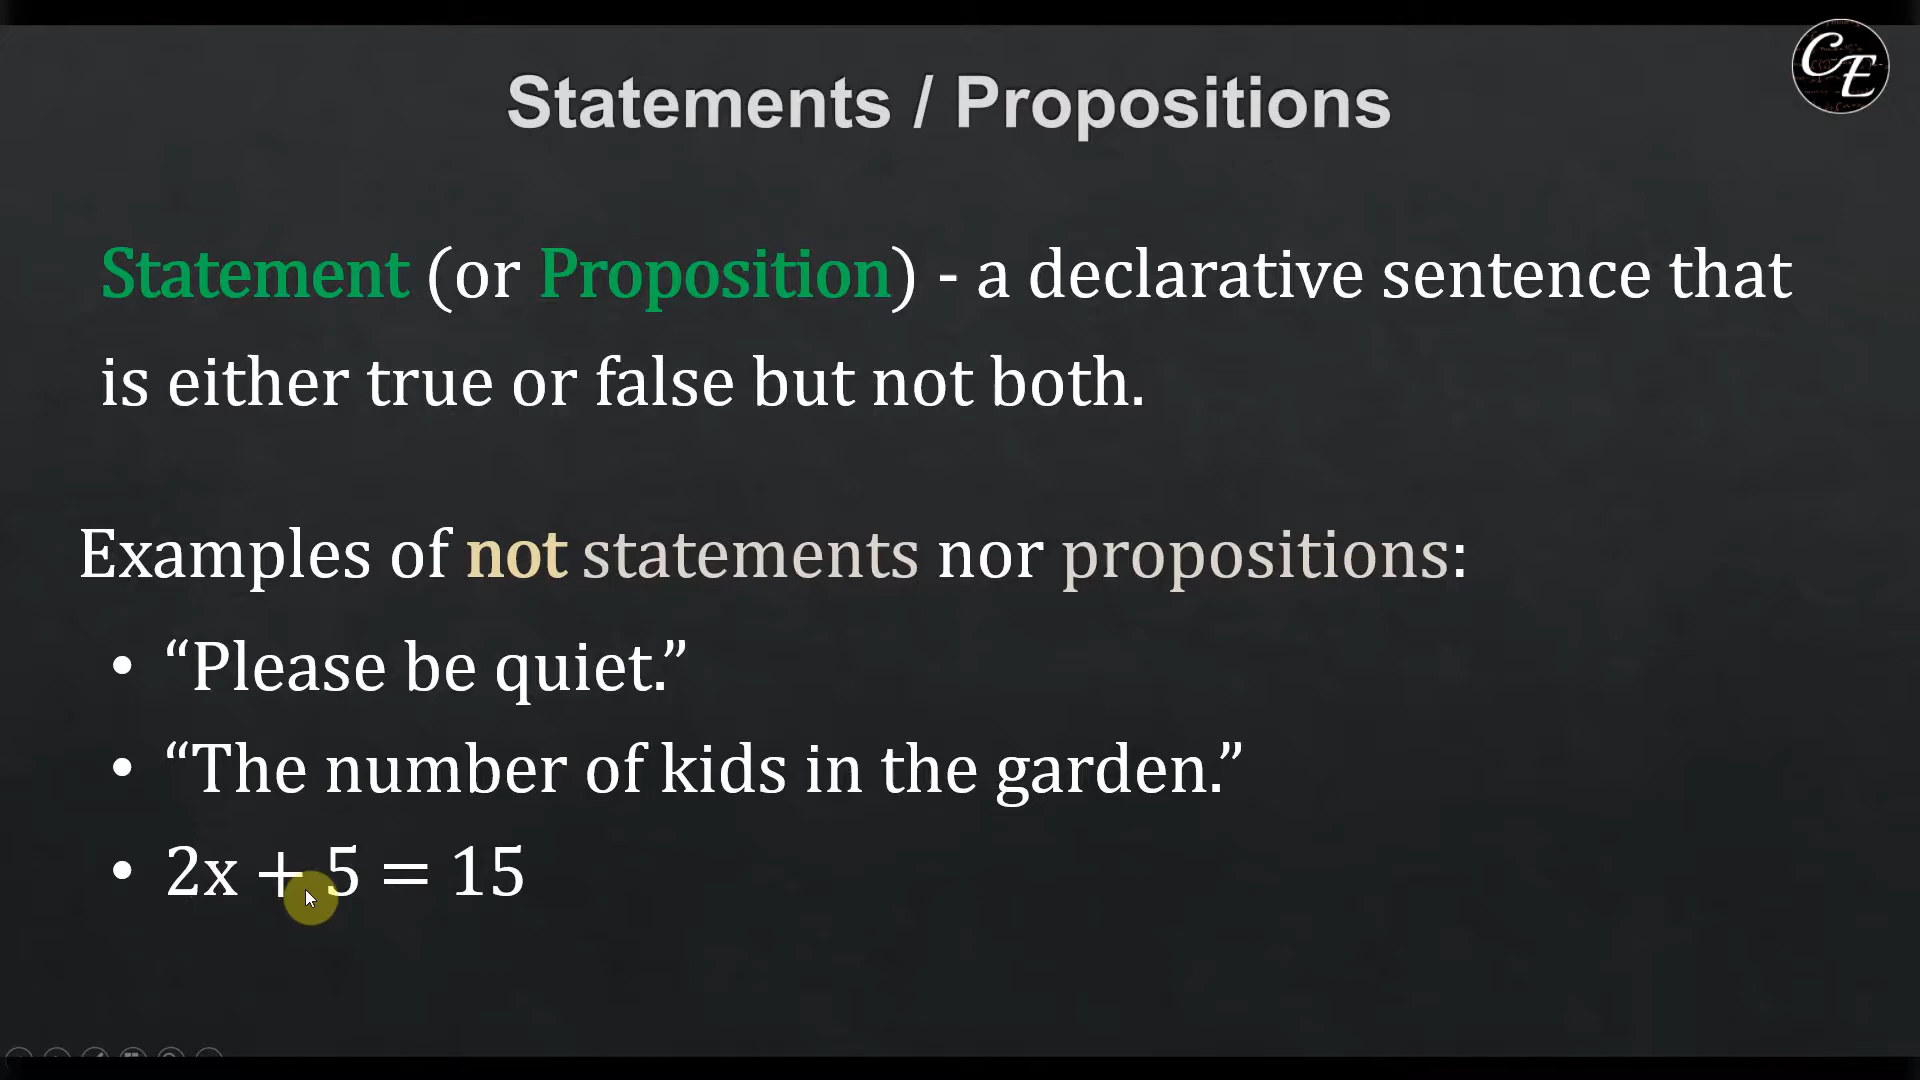 CE
Statements / Propositions
Statement (or Proposition) - a declarative sentence that
is either true or false but not both.
Examples of not statements nor propositions:
• “Please be quiet.”
• “The number of kids in the garden.”
• 2x + 5 = 15